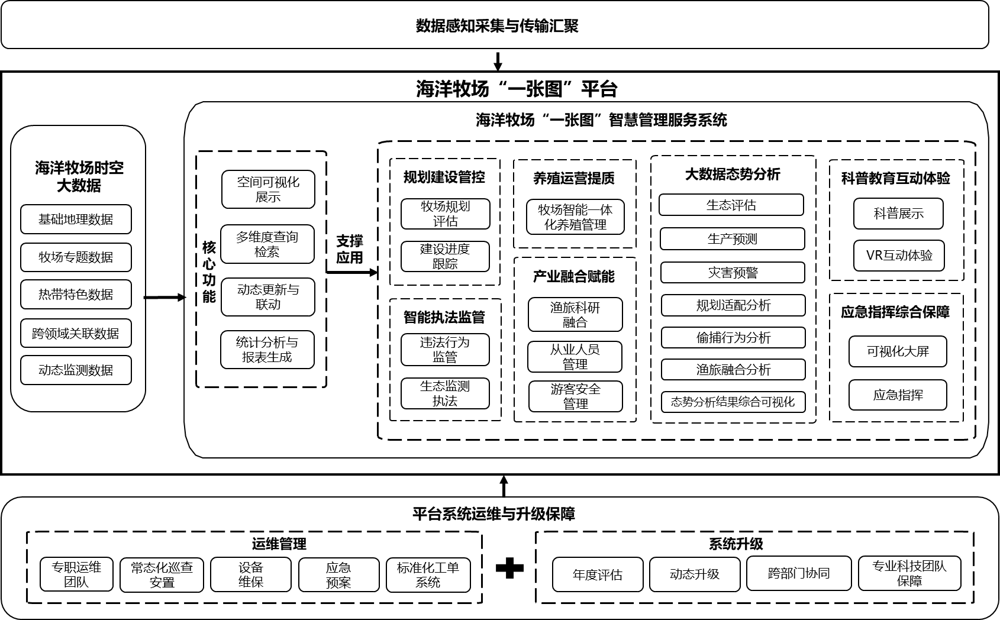 数据感知采集与传输汇聚
海洋牧场“一张图”平台
海洋牧场时空
大数据
基础地理数据
牧场专题数据
热带特色数据
跨领域关联数据
动态监测数据
海洋牧场“一张图”智慧管理服务系统
核
心
功
能
空间可视化
展示
多维度查询
检索
动态更新与
联动
统计分析与
报表生成
支撑
应用
规划建设管控
牧场规划
评估
建设进度
跟踪
智能执法监管
违法行为
监管
生态监测
执法
养殖运营提质
牧场智能一体
化养殖管理
产业融合赋能
渔旅科研
融合
从业人员
管理
游客安全
管理
大数据态势分析
生态评估
生产预测
灾害预警
规划适配分析
偷捕行为分析
渔旅融合分析
态势分析结果综合可视化
科普教育互动体验
科普展示
VR互动体验
应急指挥综合保障
可视化大屏
应急指挥
平台系统运维与升级保障
运维管理
专职运维
团队
常态化巡查
安置
设备
维保
应急
预案
标准化工单
系统
系统升级
年度评估
动态升级
跨部门协同
专业科技团队
保障